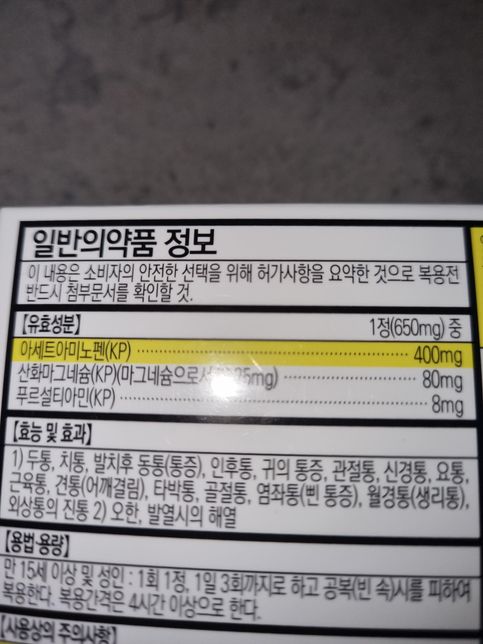 일반의약품 정보
이 내용은 소비자의 안전한 선택을 위해 허가사항을 요약한 것으로 복용전
반드시 첨부문서를 확인할 것.
【유효성분】 1정(650mg) 중
아세트아미노펜(KP) ························ 400mg
산화마그네슘(KP)(마그네슘으로서 ············ 80mg
푸르설티아민(KP) ························ 8mg
【효능 및 효과】
1) 두통, 치통, 발치후 동통(통증), 인후통, 귀의 통증, 관절통, 신경통, 요통,
근육통, 견통(어깨결림), 타박통, 골절통, 염좌통(삔 통증), 월경통(생리통),
외상통의 진통 2) 오한, 발열시의 해열
【용법·용량】
만 15세 이상 및 성인 : 1회 1정, 1일 3회까지로 하고 공복(빈 속)시를 피하여
복용한다. 복용간격은 4시간 이상으로 한다.
【사용상의 주의사항】